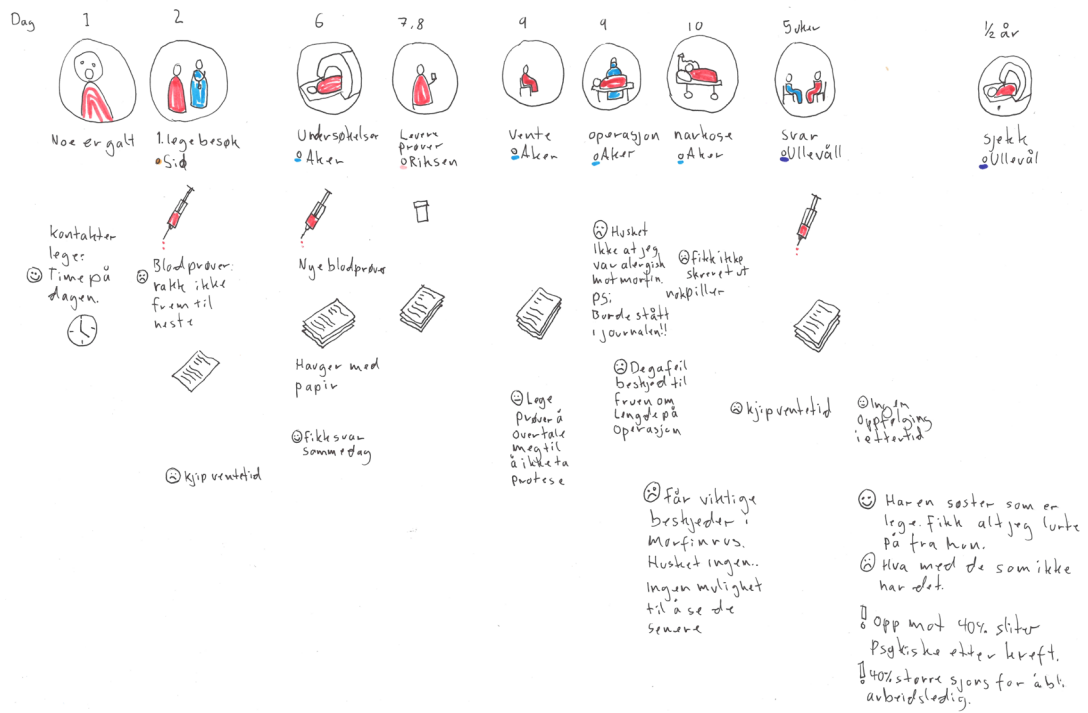 Dag 1 2 6 7,8 9 9 10 5 uker 1/2 år
Noe er galt
1. legebesøk
Sio
Undersøkelser
Aker
Levere
prøver
Riksen
Vente
Aker
operasjon
Aker
narkose
Aker
Svar
Ullevåll
sjekk
Ullevål
kontakter
lege:
Time på
dagen.
Blodprøver:
rakk ikke
frem til
neste
kjip ventetid
Nye blodprøver
Hauger med
papir
fikk svar
samme dag
Lege
prøver å
overtale
meg til
å ikke ta
protese
Husket
ikke at jeg
var alergisk
mot morfin.
PS:
Burde stått
i journalen!!
De ga feil
beskjed til
fruen om
Lengde på
operasjon
fikk ikke
skrevet ut
nok piller
Får viktige
beskjeder i
morfinrus.
Husket ingen..
Ingen mulighet
til å se de
senere
kjip ventetid
Ingen
oppfølging
i ettertid
Har en søster som er
lege. Fikk alt jeg lurte
på fra hun.
Hva med de som ikke
har det.
! Opp mot 40% sliter
Psykiske etter kreft.
! 40% større sjans for å bli
arbeidsledig.